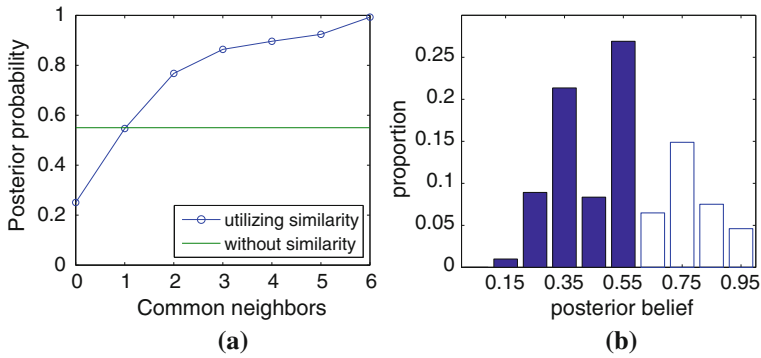 Posterior probability
1
0.8
0.6
0.4
0.2
0
0 1 2 3 4 5 6
Common neighbors
utilizing similarity
without similarity
(a)
proportion
0.25
0.2
0.15
0.1
0.05
0
0.15 0.35 0.55 0.75 0.95
posterior belief
(b)